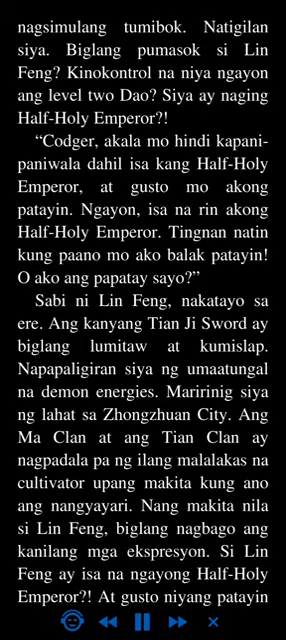 nagsimulang tumibok. Natigilan
siya. Biglang pumasok si Lin
Feng? Kinokontrol na niya ngayon
ang level two Dao? Siya ay naging
Half-Holy Emperor?!
“Codger, akala mo hindi kapani-
paniwala dahil isa kang Half-Holy
Emperor, at gusto mo akong
patayin. Ngayon, isa na rin akong
Half-Holy Emperor. Tingnan natin
kung paano mo ako balak patayin!
O ako ang papatay sayo?”
Sabi ni Lin Feng, nakatayo sa
ere. Ang kanyang Tian Ji Sword ay
biglang lumitaw at kumislap.
Napapaligiran siya ng umaatungal
na demon energies. Maririnig siya
ng lahat sa Zhongzhuan City. Ang
Ma Clan at ang Tian Clan ay
nagpadala pa ng ilang malalakas na
cultivator upang makita kung ano
ang nangyayari. Nang makita nila
si Lin Feng, biglang nagbago ang
kanilang mga ekspresyon. Si Lin
Feng ay isa na ngayong Half-Holy
Emperor?! At gusto niyang patayin